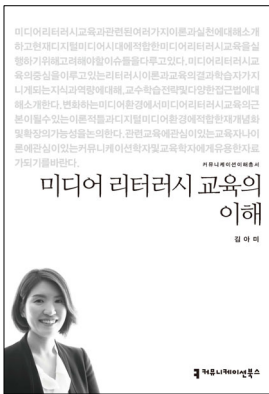 미디어리터러시교육과관련된여러가지이론과실천에대해소개
하고현재디지털미디어시대에적합한미디어리터러시교육을실
행하기위해고려해야할이슈들을다루고있다.미디어리터러시교
육의중심을이루고있는리터러시이론과교육의결과학습자가지
니게되는지식과역량에대해,교수학습전략및다양한접근법에대
해소개한다.변화하는미디어환경에서미디어리터러시교육의근
본이될수있는이론적틀과디지털미디어환경에적합한재개념화
및확장의가능성을논의한다.관련교육에관심이있는교육자나이
론에관심이있는커뮤니케이션학자및교육학자에게유용한자료
가되기를바란다.
커뮤니케이션이해총서
미디어 리터러시 교육의
이해
김아미
커뮤니케이션북스